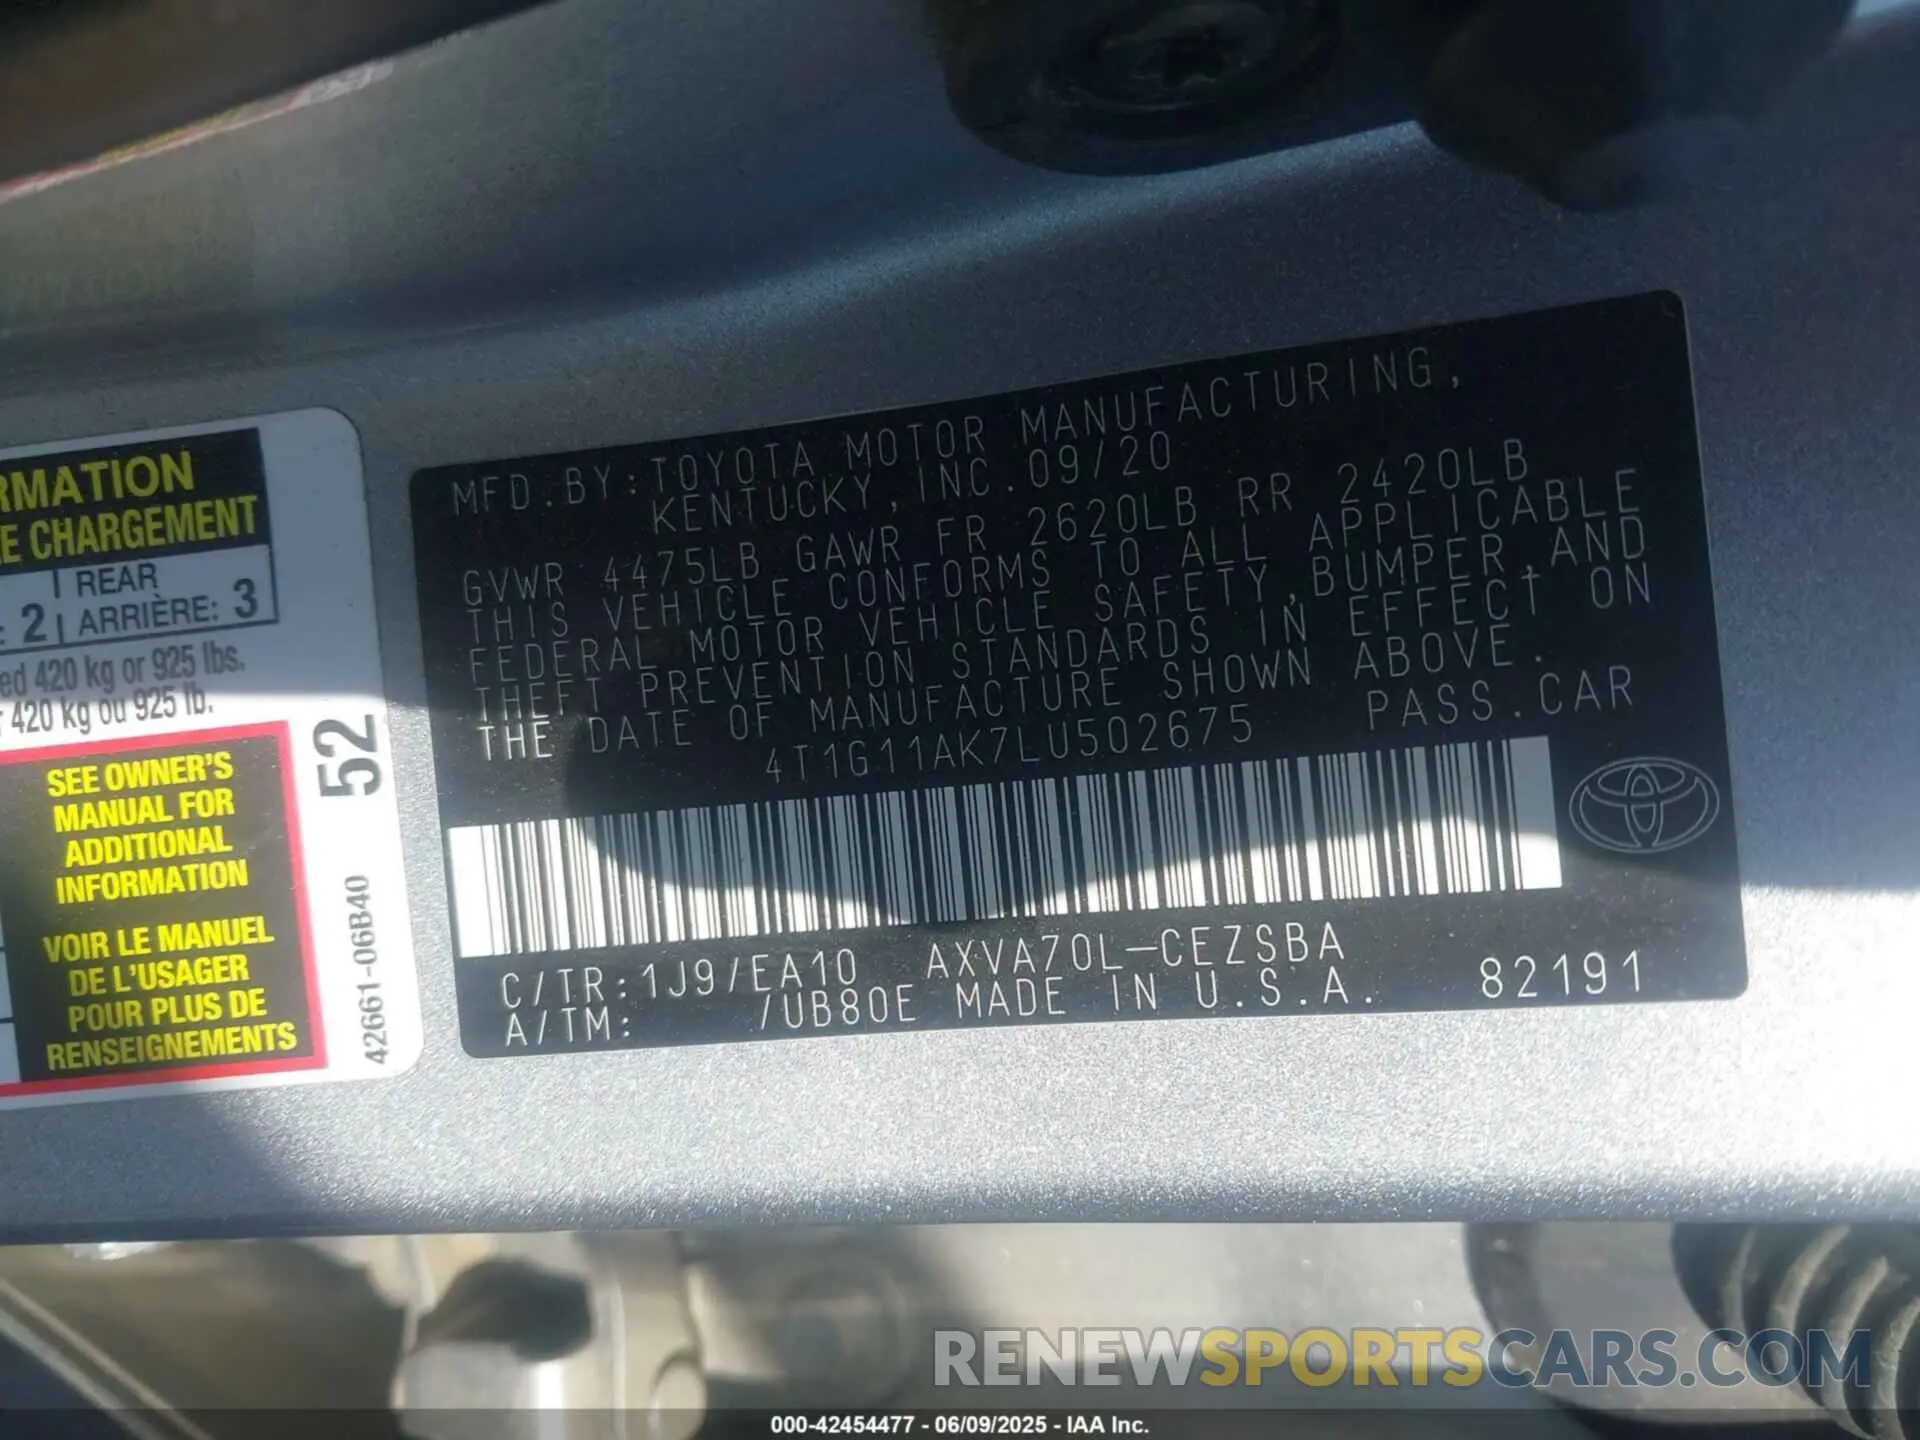 RMATION
E CHARGEMENT
REAR
: 2 ARRIÈRE: 3
ed 420 kg or 925 lbs.
r 420 kg ou 925 lb.
SEE OWNER'S
MANUAL FOR
ADDITIONAL
INFORMATION
VOIR LE MANUEL
DE L'USAGER
POUR PLUS DE
RENSEIGNEMENTS
52
42661-06B40
MFD.BY:TOYOTA MOTOR MANUFACTURING,
KENTUCKY,INC.09/20
GVWR 4475LB GAWR FR 2620LB RR 2420LB
THIS VEHICLE CONFORMS TO ALL APPLICABLE
FEDERAL MOTOR VEHICLE SAFETY,BUMPER,AND
THEFT PREVENTION STANDARDS IN EFFECT ON
THE DATE OF MANUFACTURE SHOWN ABOVE.
4T1G11AK7LU502675 PASS.CAR
C/TR:1J9/EA10 AXVA70L-CEZSBA
A/TM: /UB80E MADE IN U.S.A. 82191
RENEWSPORTSCARS.COM
000-42454477 - 06/09/2025 - IAA Inc.